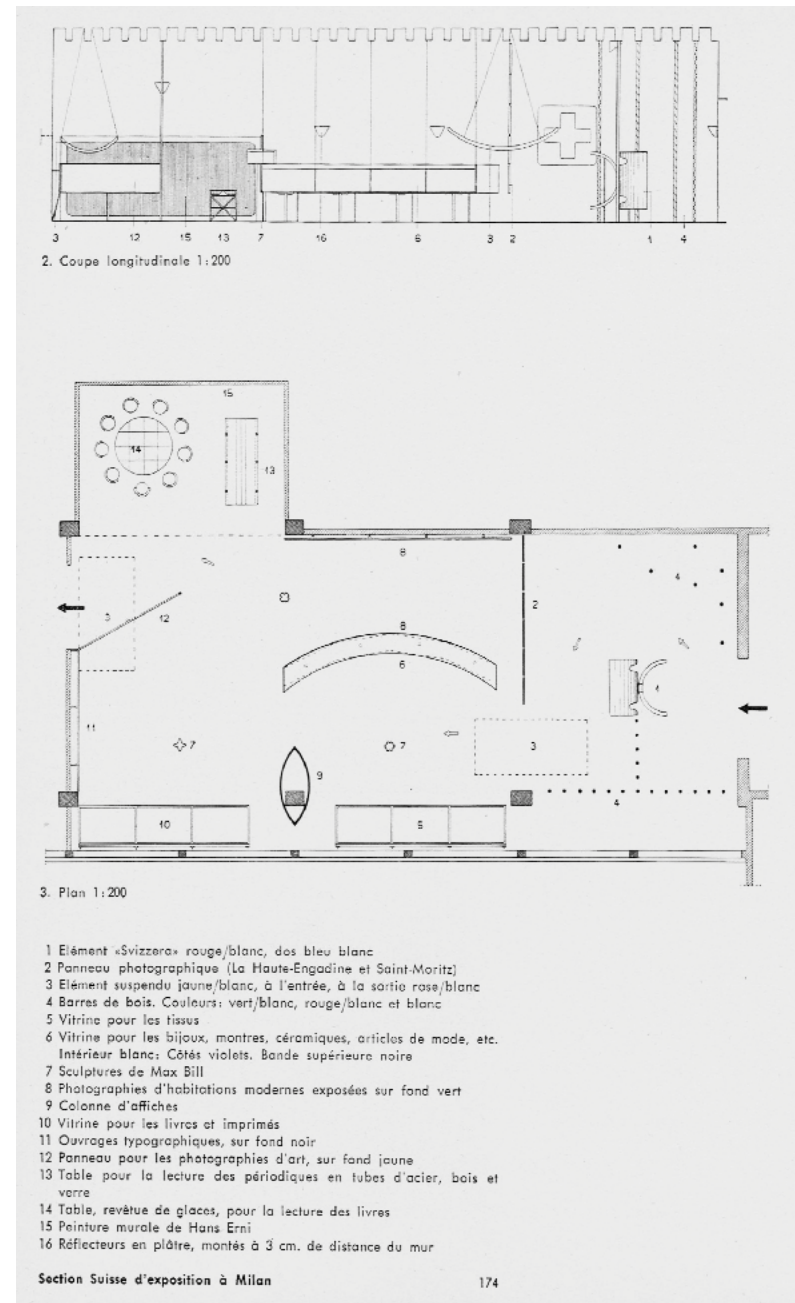 3 12 15 13 7 16 6 3 2 1 4
2. Coupe longitudinale 1:200
15
14
13
8
4
2
3 12
8
6
1
11
7
7
3
9
10
5
4
3. Plan 1:200
1 Elément «Svizzera» rouge/blanc, dos bleu blanc
2 Panneau photographique (La Haute-Engadine et Saint-Moritz)
3 Elément suspendu jaune/blanc, à l'entrée, à la sortie rose/blanc
4 Barres de bois. Couleurs: vert/blanc, rouge/blanc et blanc
5 Vitrine pour les tissus
6 Vitrine pour les bijoux, montres, céramiques, articles de mode, etc.
Intérieur blanc: Côtés violets. Bande supérieure noire
7 Sculptures de Max Bill
8 Photographies d'habitations modernes exposées sur fond vert
9 Colonne d'affiches
10 Vitrine pour les livres et imprimés
11 Ouvrages typographiques, sur fond noir
12 Panneau pour les photographies d'art, sur fond jaune
13 Table pour la lecture des périodiques en tubes d'acier, bois et
verre
14 Table, revêtue de glaces, pour la lecture des livres
15 Peinture murale de Hans Erni
16 Réflecteurs en plâtre, montés à 3 cm. de distance du mur
Section Suisse d'exposition à Milan 174